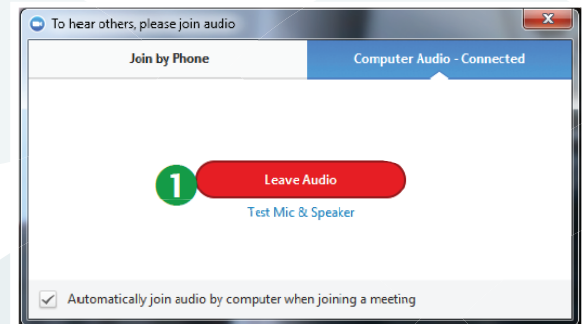 To hear others, please join audio
Join by Phone
Computer Audio - Connected
1
Leave Audio
Test Mic & Speaker
Automatically join audio by computer when joining a meeting